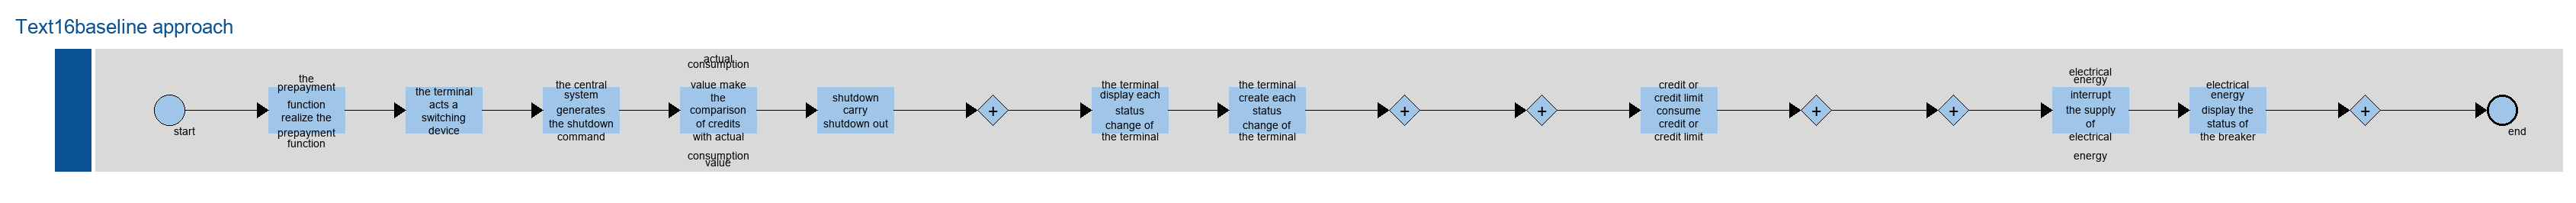 Text16baseline approach
start
the
prepayment
function
realize the
prepayment
function
the terminal
acts a
switching
device
the central
system
generates
the shutdown
command
actual
consumption
value make
the
comparison
of credits
with actual
consumption
value
shutdown
carry
shutdown out
+
the terminal
display each
status
change of
the terminal
the terminal
create each
status
change of
the terminal
+
+
credit or
credit limit
consume
credit or
credit limit
+
+
electrical
energy
interrupt
the supply
of
electrical
energy
electrical
energy
display the
status of
the breaker
+
end